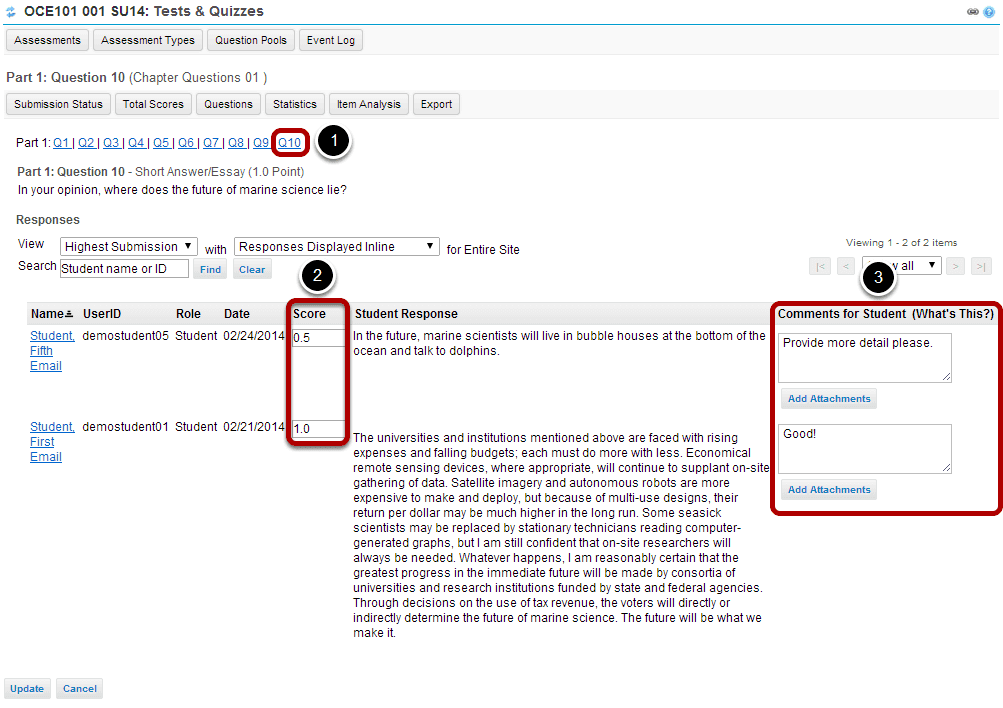 OCE101 001 SU14: Tests & Quizzes
Assessments Assessment Types Question Pools Event Log
Part 1: Question 10 (Chapter Questions 01 )
Submission Status Total Scores Questions Statistics Item Analysis Export
Part 1: Q1 | Q2 | Q3 | Q4 | Q5 | Q6 | Q7 | Q8 | Q9 Q10 1
Part 1: Question 10 - Short Answer/Essay (1.0 Point)
In your opinion, where does the future of marine science lie?
Responses
View Highest Submission with Responses Displayed Inline for Entire Site
Viewing 1 - 2 of 2 items
Search Student name or ID Find Clear
|< < all > >|
2
3
Name UserID Role Date Score Student Response Comments for Student (What's This?)
Student, Fifth demostudent05 Student 02/24/2014 0.5
Email
In the future, marine scientists will live in bubble houses at the bottom of the
ocean and talk to dolphins.
Provide more detail please.
Add Attachments
Student, First demostudent01 Student 02/21/2014 1.0
Email
The universities and institutions mentioned above are faced with rising
expenses and falling budgets; each must do more with less. Economical
remote sensing devices, where appropriate, will continue to supplant on-site
gathering of data. Satellite imagery and autonomous robots are more
expensive to make and deploy, but because of multi-use designs, their
return per dollar may be much higher in the long run. Some seasick
scientists may be replaced by stationary technicians reading computer-
generated graphs, but I am still confident that on-site researchers will
always be needed. Whatever happens, I am reasonably certain that the
greatest progress in the immediate future will be made by consortia of
universities and research institutions funded by state and federal agencies.
Through decisions on the use of tax revenue, the voters will directly or
indirectly determine the future of marine science. The future will be what we
make it.
Good!
Add Attachments
Update Cancel